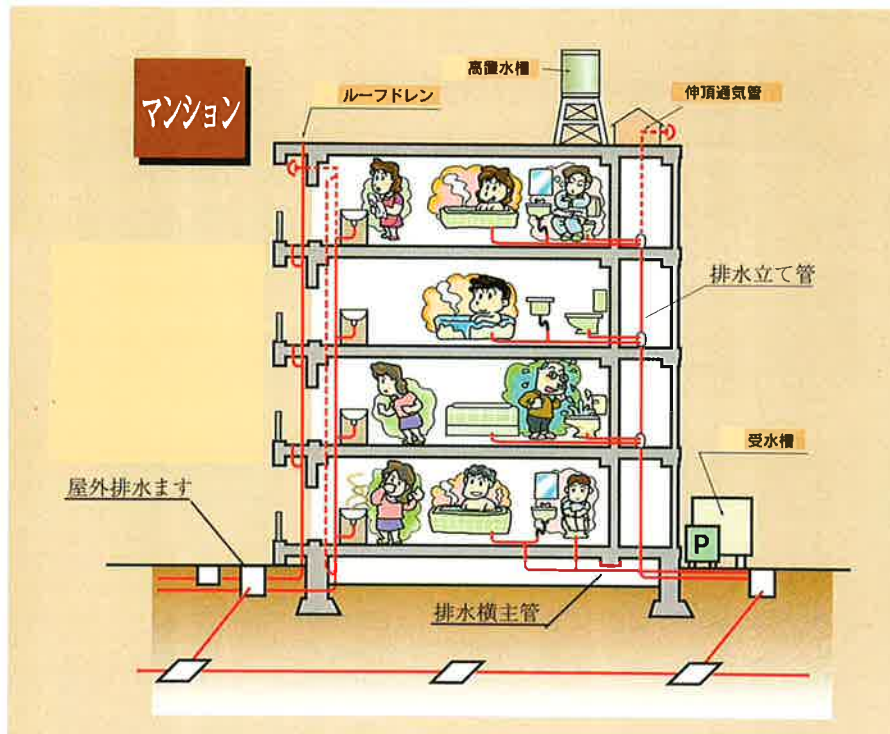 マンション
高置水槽
ルーフドレン
伸頂通気管
排水立て管
受水槽
屋外排水ます
P
排水横主管